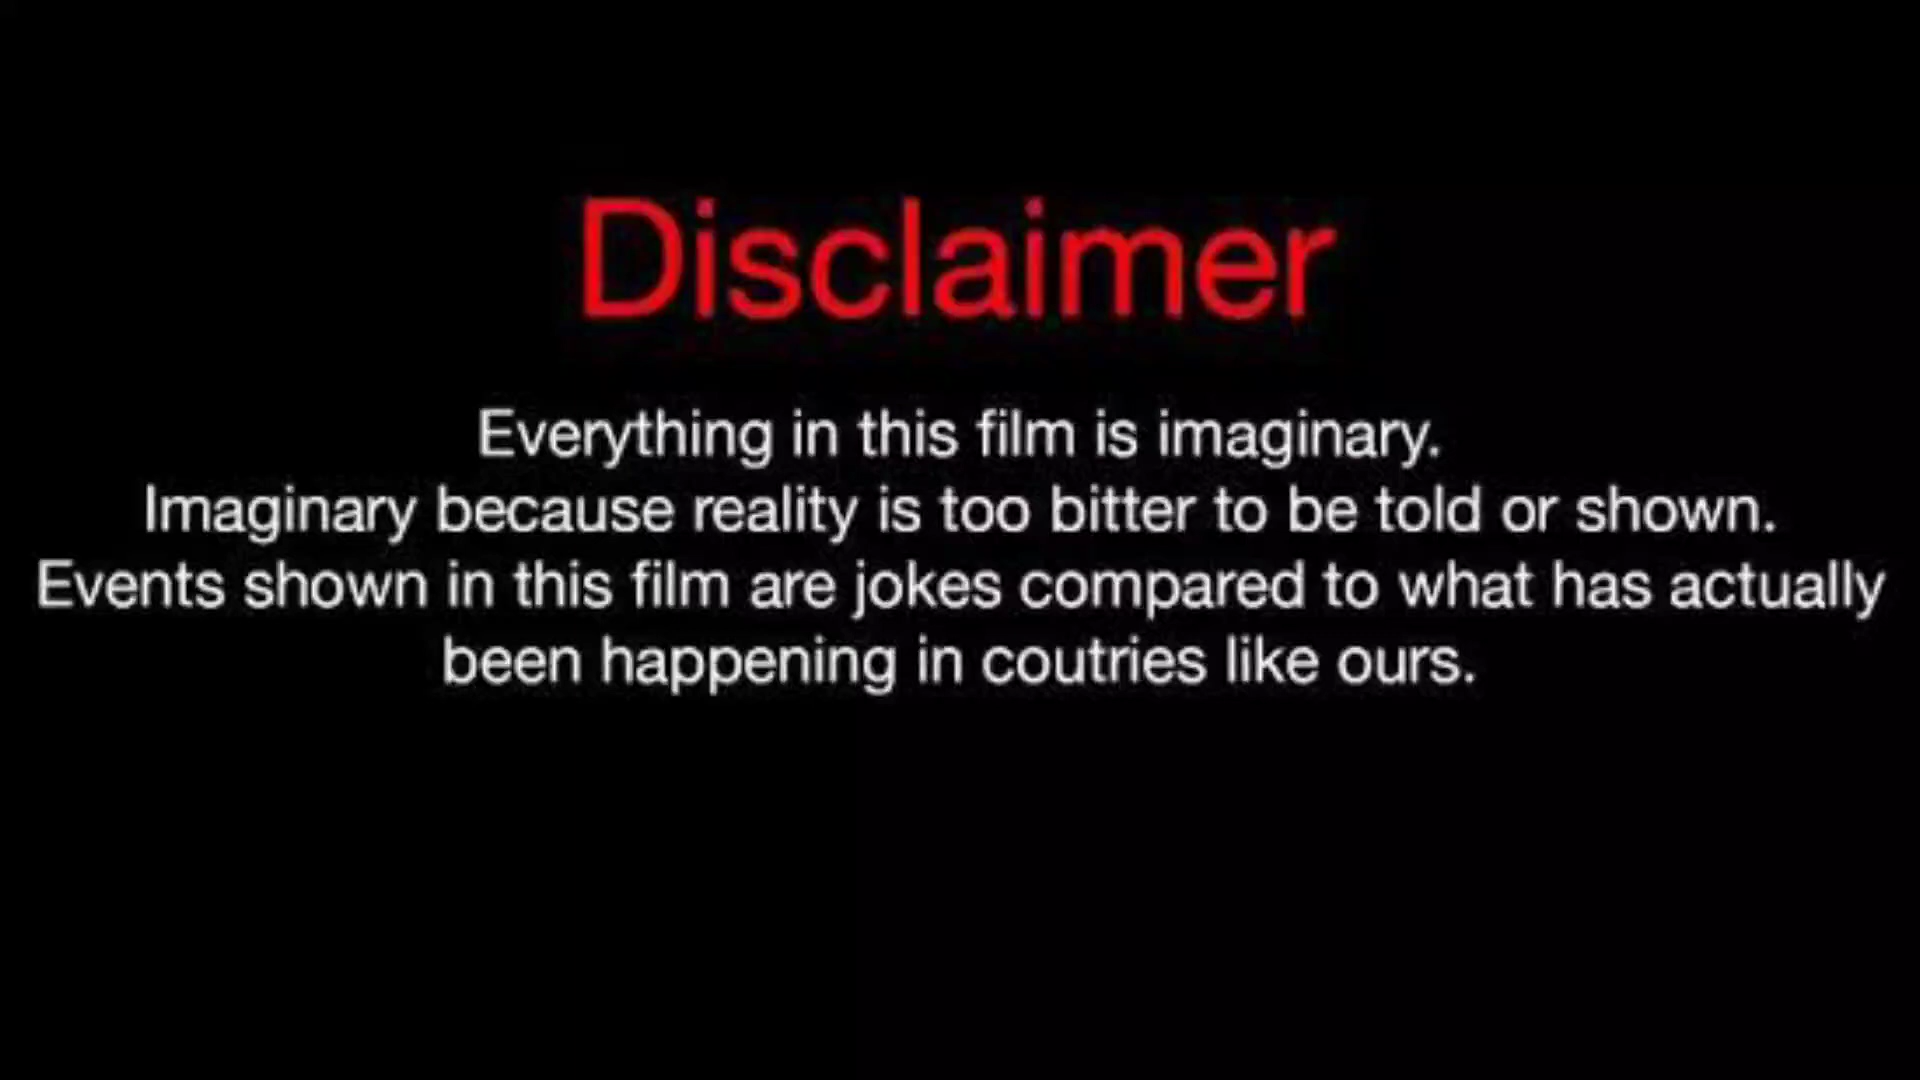 Disclaimer
Everything in this film is imaginary.
Imaginary because reality is too bitter to be told or shown.
Events shown in this film are jokes compared to what has actually
been happening in coutries like ours.